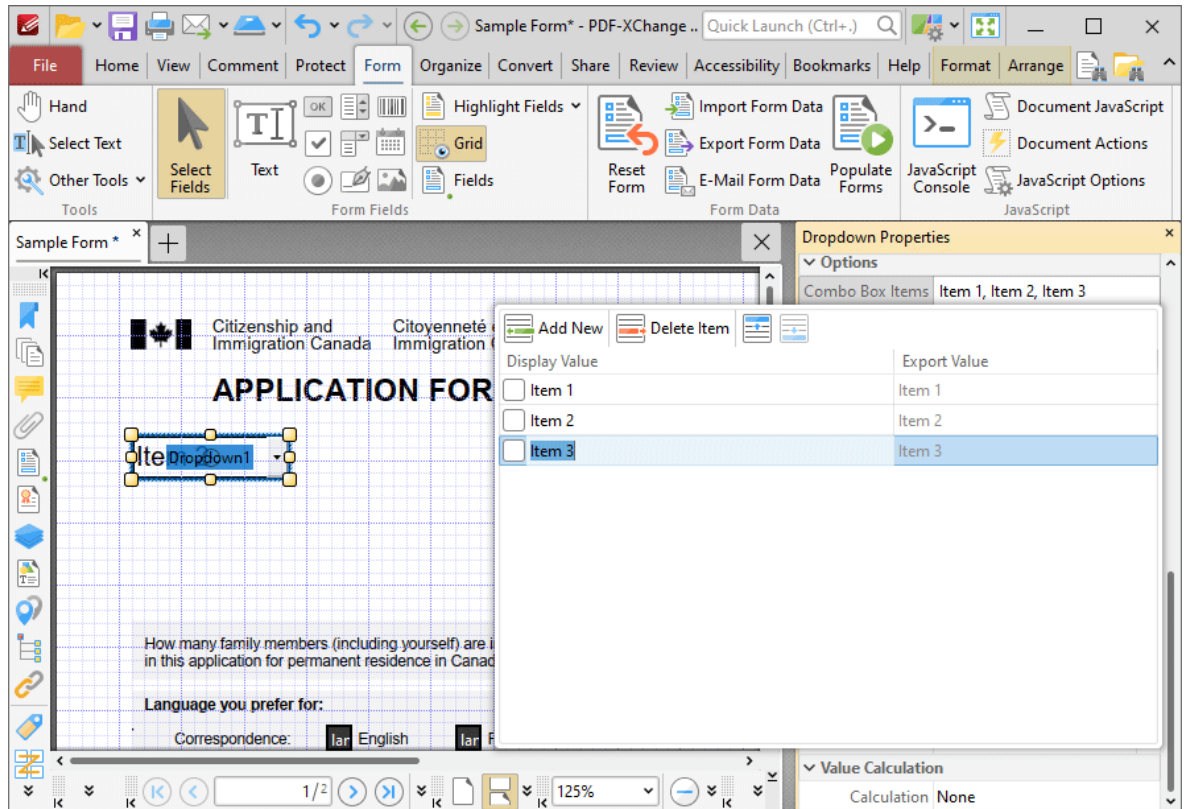 Sample Form* - PDF-XChange ..
Quick Launch (Ctrl+.)
File Home View Comment Protect Form Organize Convert Share Review Accessibility Bookmarks Help Format Arrange
Hand
Select Text
Other Tools
Tools
Select Fields
Text
OK
Highlight Fields
Grid
Fields
Form Fields
Reset Form
Import Form Data
Export Form Data
E-Mail Form Data
Populate Forms
Form Data
JavaScript Console
Document JavaScript
Document Actions
JavaScript Options
JavaScript
Sample Form *
Dropdown Properties
Options
Combo Box Items Item 1, Item 2, Item 3
Citizenship and
Immigration Canada
Citoyenneté
Immigration
APPLICATION FOR
Dropdown1
Add New Delete Item
Display Value Export Value
Item 1 Item 1
Item 2 Item 2
Item 3 Item 3
How many family members (including yourself) are
in this application for permanent residence in Canad
Language you prefer for:
Correspondence: lar English lar F
1/2
125%
Value Calculation
Calculation None